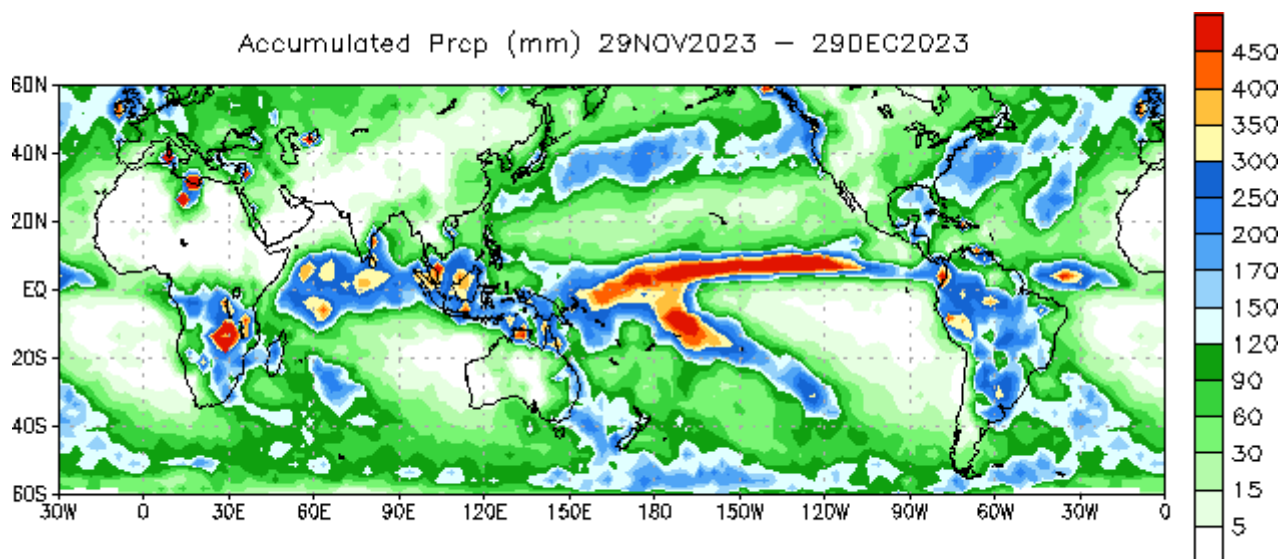 Accumulated Prcp (mm) 29NOV2023 – 29DEC2023
60N
40N
20N
EQ
20S
40S
60S
30W 0 30E 60E 90E 120E 150E 180 150W 120W 90W 60W 30W 0
450
400
350
300
250
200
170
150
120
90
60
30
15
5